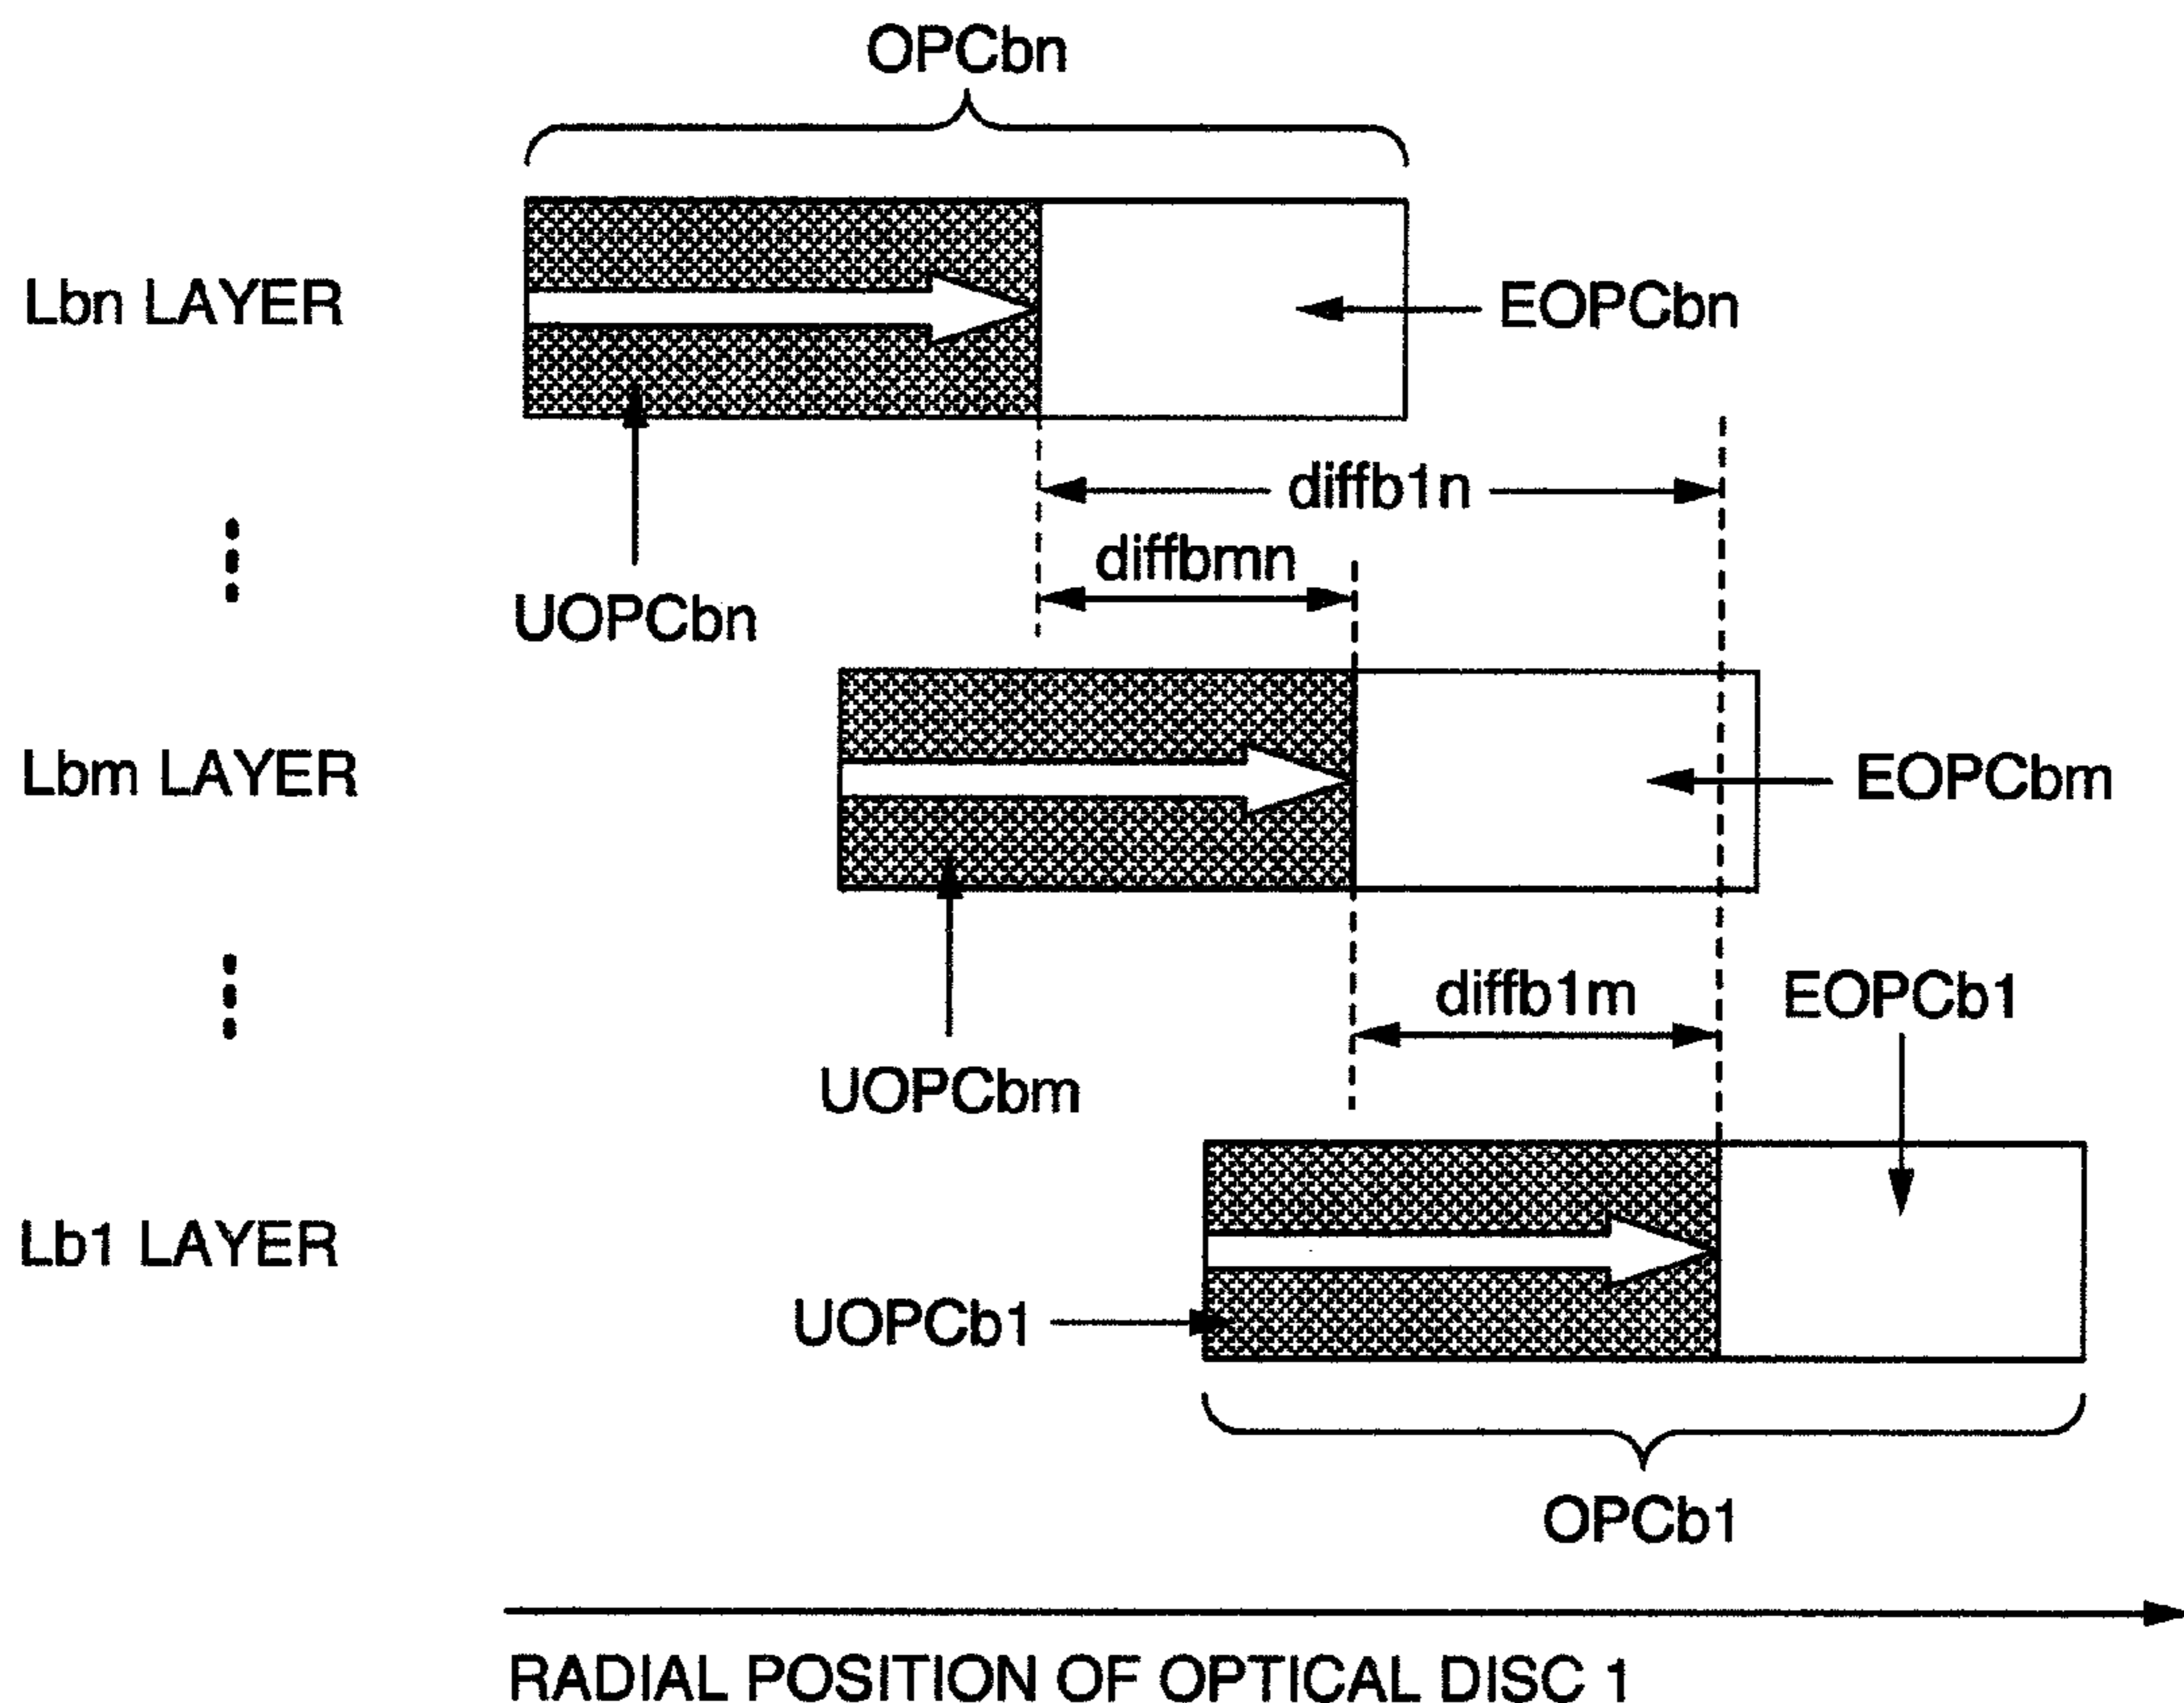 OPCbn
Lbn LAYER
EOPCbn
diffb1n
diffbmn
UOPCbn
Lbm LAYER
EOPCbm
diffb1m
EOPCb1
UOPCbm
Lb1 LAYER
UOPCb1
OPCb1
RADIAL POSITION OF OPTICAL DISC 1